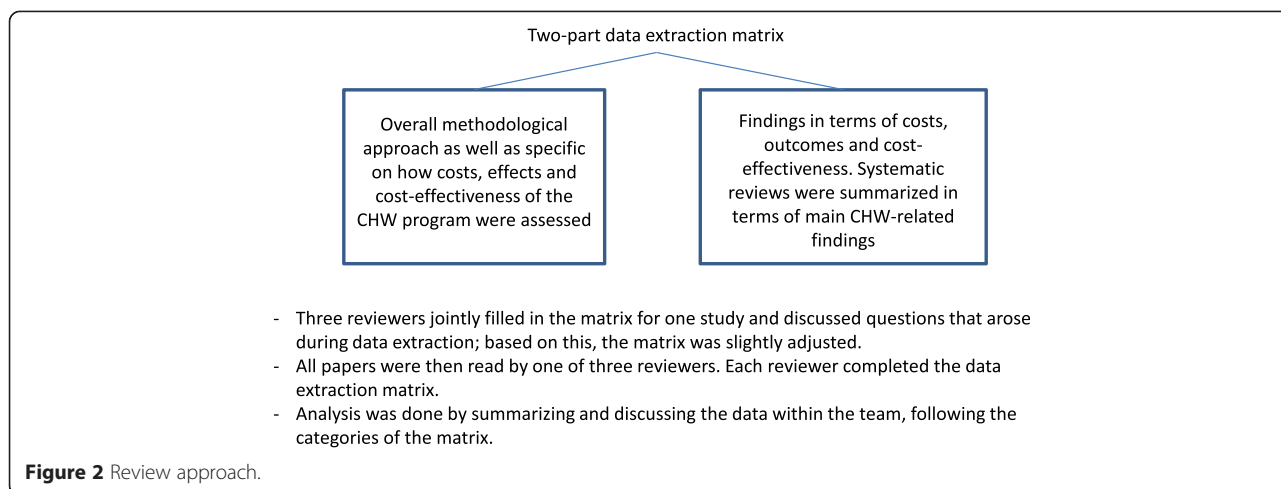 Two-part data extraction matrix
Overall methodological
approach as well as specific
on how costs, effects and
cost-effectiveness of the
CHW program were assessed
Findings in terms of costs,
outcomes and cost-
effectiveness. Systematic
reviews were summarized in
terms of main CHW-related
findings
- Three reviewers jointly filled in the matrix for one study and discussed questions that arose
during data extraction; based on this, the matrix was slightly adjusted.
- All papers were then read by one of three reviewers. Each reviewer completed the data
extraction matrix.
- Analysis was done by summarizing and discussing the data within the team, following the
categories of the matrix.
Figure 2 Review approach.